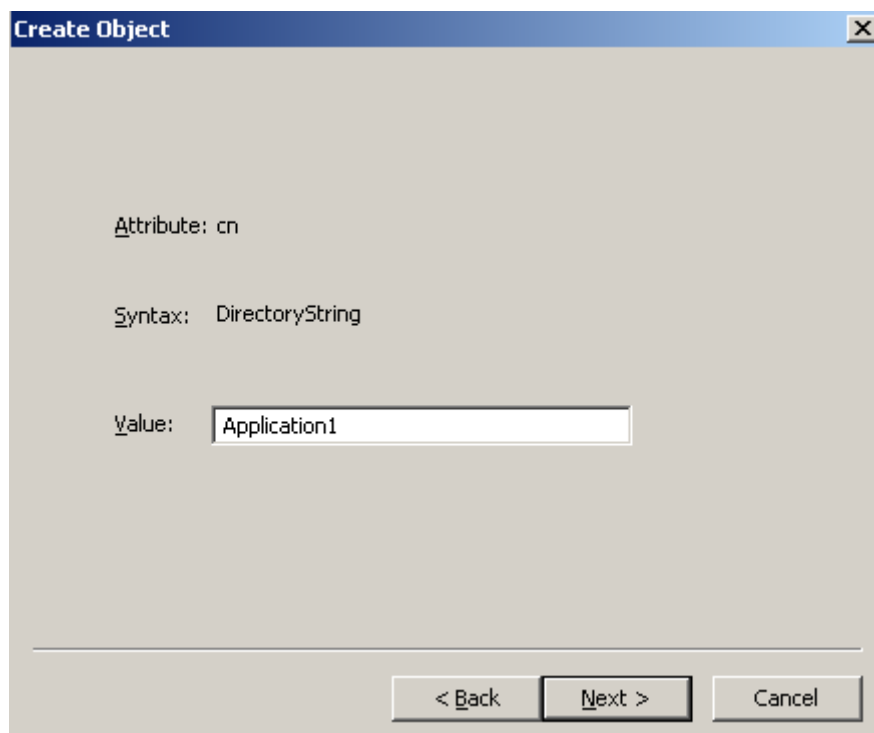 Create Object
Attribute: cn
Syntax: DirectoryString
Value: Application1
< Back Next > Cancel